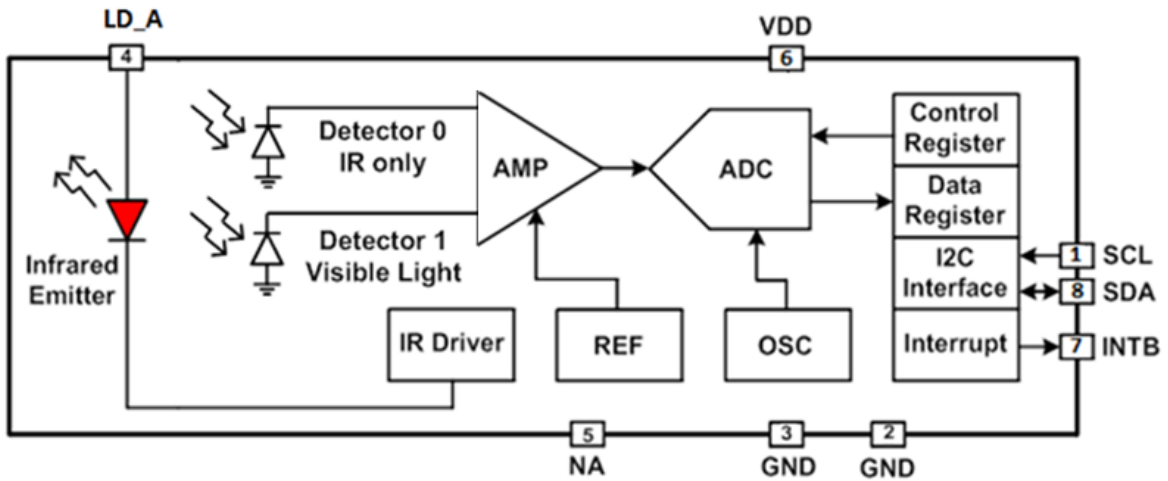 LD_A
VDD
4
6
Detector 0
IR only
AMP
ADC
Control
Register
Data
Register
Detector 1
Visible Light
Infrared
Emitter
I2C
Interface
1 SCL
8 SDA
IR Driver
REF
OSC
Interrupt
7 INTB
5
3
2
NA
GND
GND